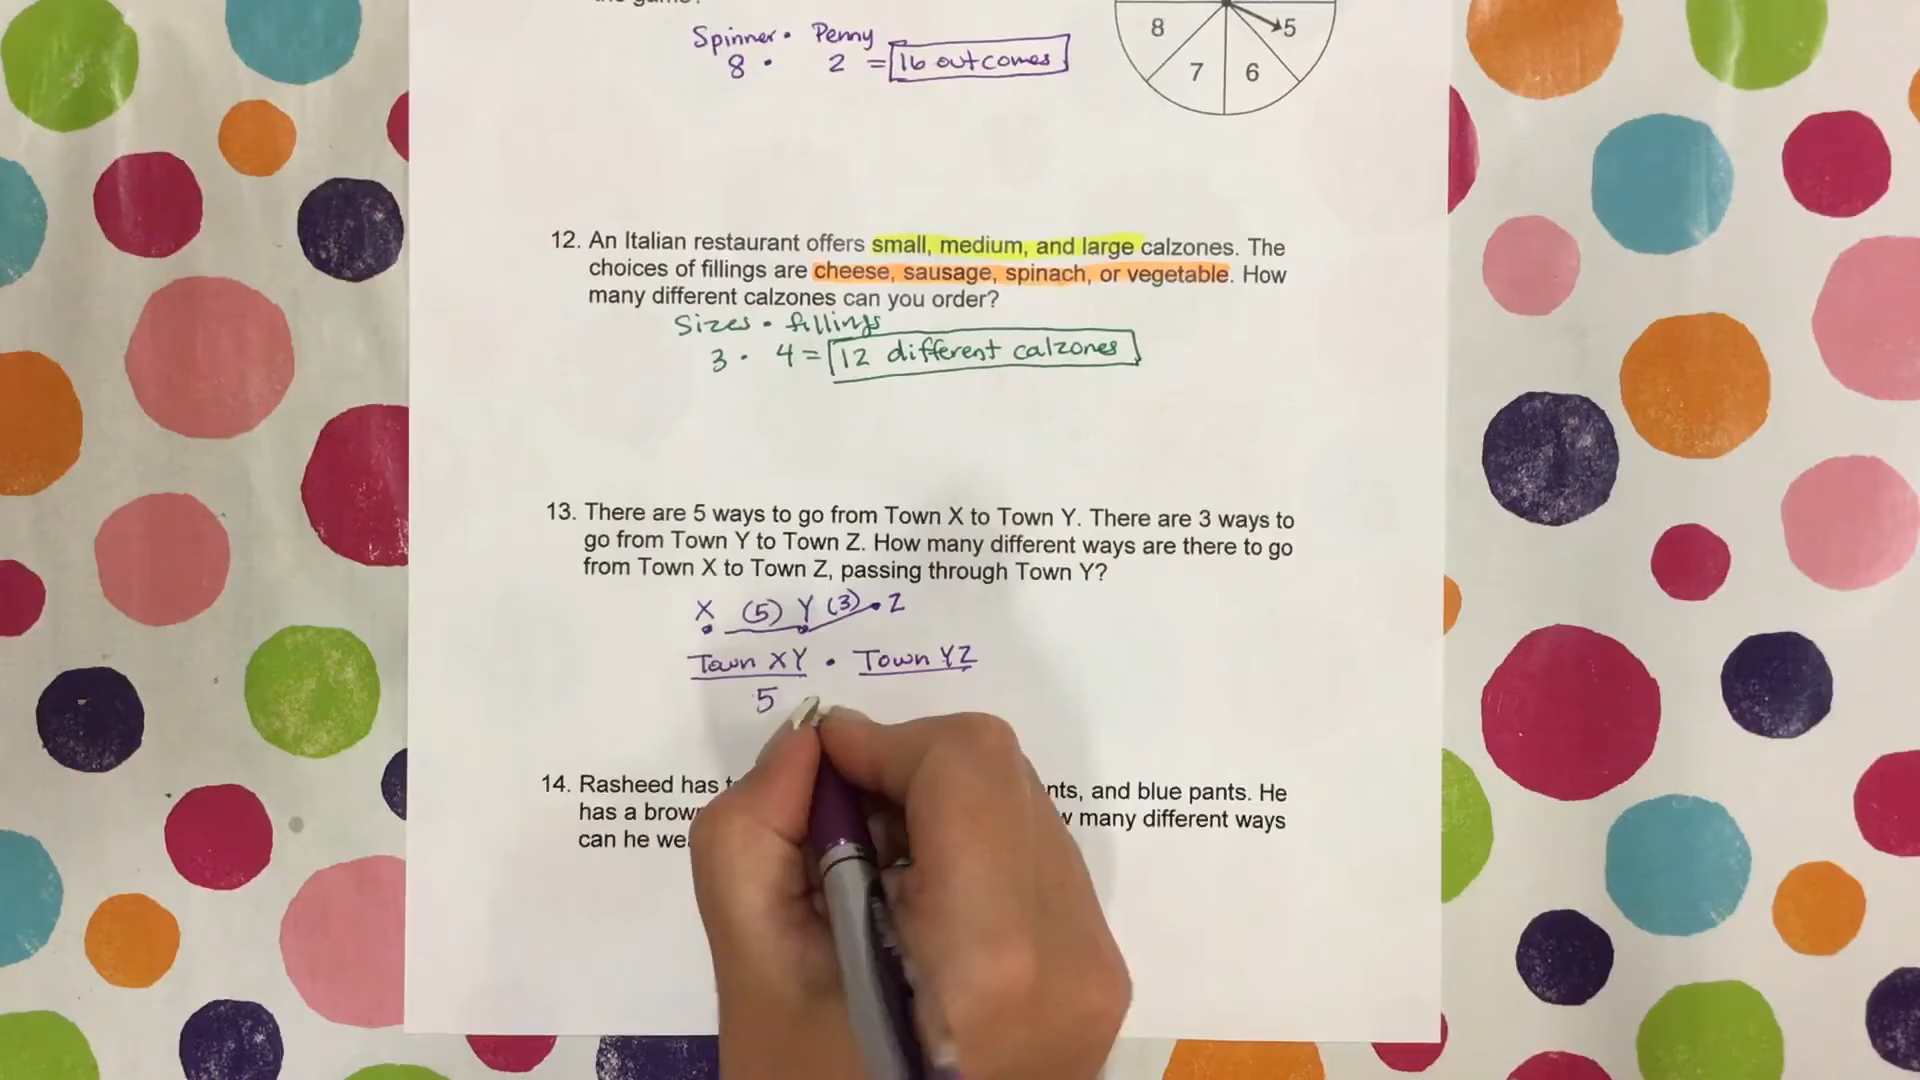 8
5
Spinner • Penny
8 • 2 = 16 outcomes
7 6
12. An Italian restaurant offers small, medium, and large calzones. The
choices of fillings are cheese, sausage, spinach, or vegetable. How
many different calzones can you order?
Sizes • fillings
3 • 4 = 12 different calzones
13. There are 5 ways to go from Town X to Town Y. There are 3 ways to
go from Town Y to Town Z. How many different ways are there to go
from Town X to Town Z, passing through Town Y?
X (5) Y (3) • Z
Town XY • Town YZ
5
14. Rasheed has nts, and blue pants. He
has a brow many different ways
can he we